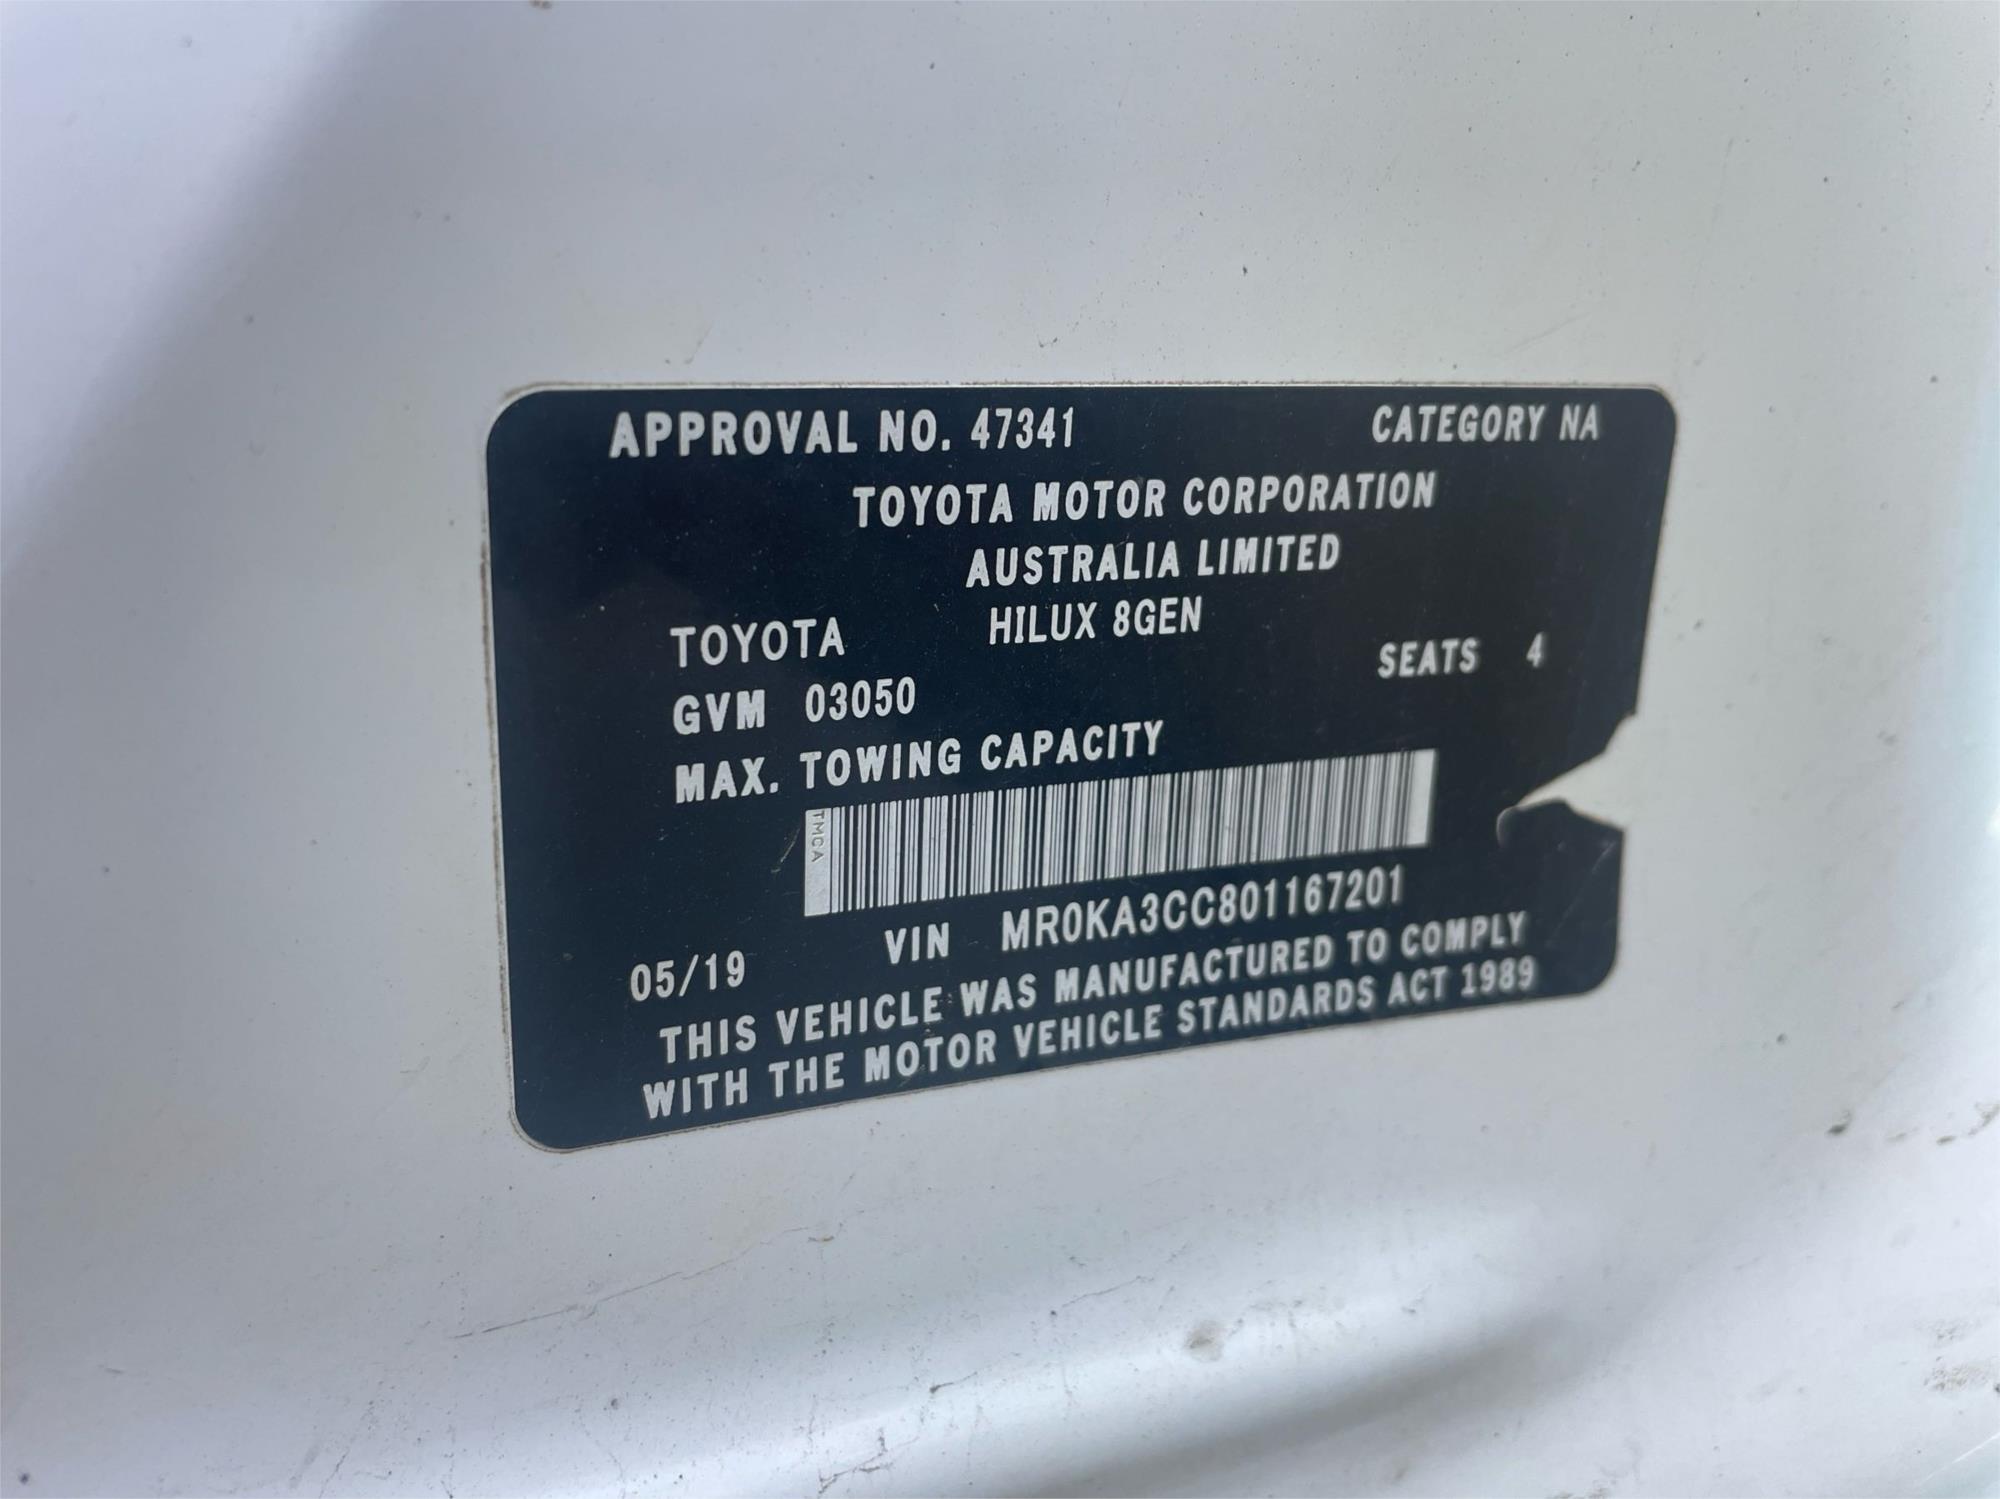 APPROVAL NO. 47341 CATEGORY NA
TOYOTA MOTOR CORPORATION
AUSTRALIA LIMITED
TOYOTA HILUX 8GEN
GVM 03050 SEATS 4
MAX. TOWING CAPACITY
TMCA
VIN MR0KA3CC801167201
05/19
THIS VEHICLE WAS MANUFACTURED TO COMPLY
WITH THE MOTOR VEHICLE STANDARDS ACT 1989